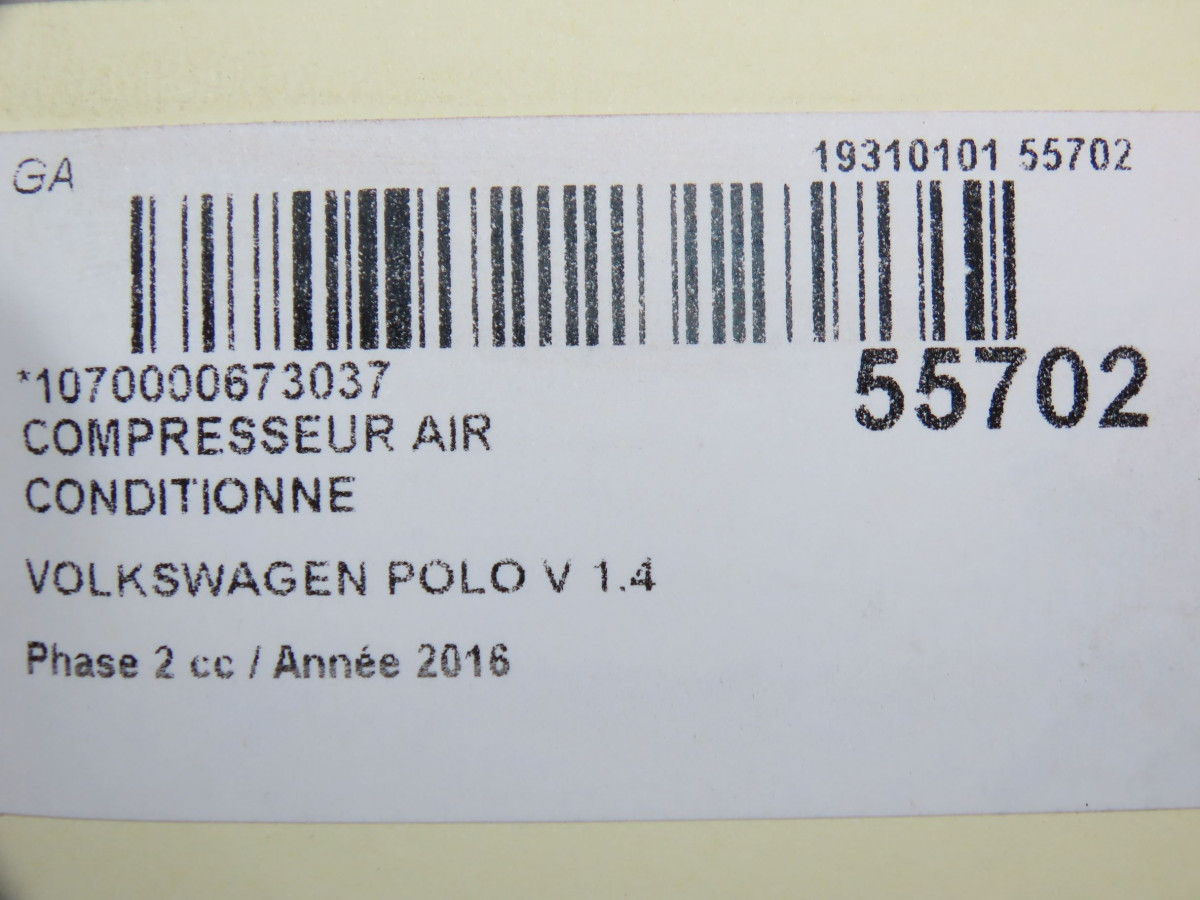 GA
19310101 55702
*1070000673037
55702
COMPRESSEUR AIR
CONDITIONNE
VOLKSWAGEN POLO V 1.4
Phase 2 cc / Année 2016